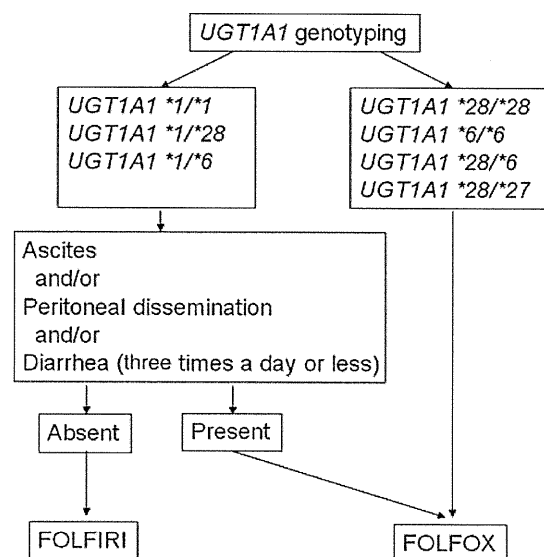 UGT1A1 genotyping
UGT1A1 *1/*1
UGT1A1 *1/*28
UGT1A1 *1/*6
UGT1A1 *28/*28
UGT1A1 *6/*6
UGT1A1 *28/*6
UGT1A1 *28/*27
Ascites
and/or
Peritoneal dissemination
and/or
Diarrhea (three times a day or less)
Absent
Present
FOLFIRI
FOLFOX